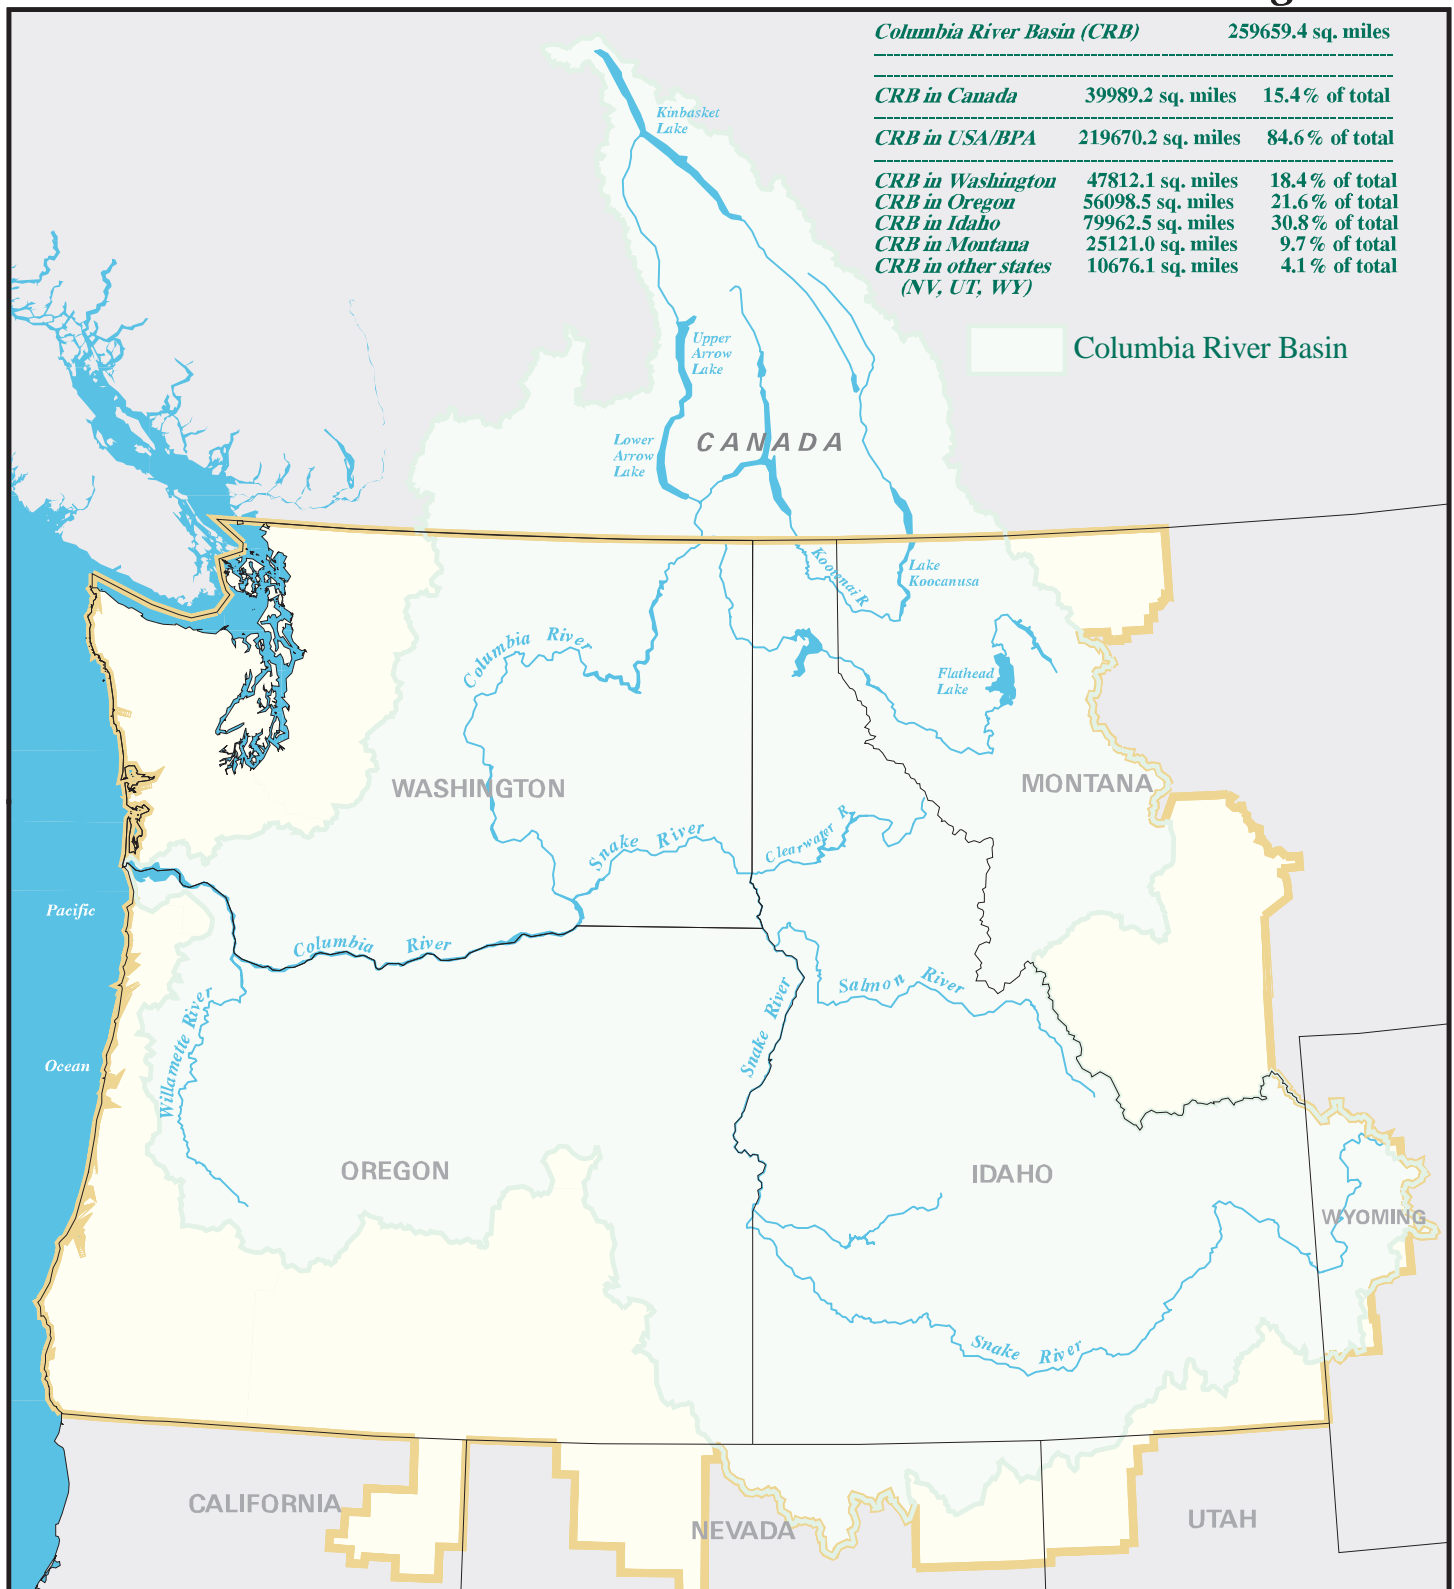 Columbia River Basin (CRB) 259659.4 sq. miles
CRB in Canada 39989.2 sq. miles 15.4% of total
CRB in USA/BPA 219670.2 sq. miles 84.6% of total
CRB in Washington 47812.1 sq. miles 18.4% of total
CRB in Oregon 56098.5 sq. miles 21.6% of total
CRB in Idaho 79962.5 sq. miles 30.8% of total
CRB in Montana 25121.0 sq. miles 9.7% of total
CRB in other states 10676.1 sq. miles 4.1% of total
(NV, UT, WY)
Columbia River Basin
Kinbasket
Lake
Upper
Arrow
Lake
Lower
Arrow
Lake
CANADA
Kootenai R
Lake
Koocanusa
Columbia River
Flathead
Lake
WASHINGTON
MONTANA
Snake River
Clearwater R
Pacific
Columbia River
Salmon River
Snake River
Willamette River
Ocean
OREGON
IDAHO
WYOMING
Snake River
CALIFORNIA
NEVADA
UTAH